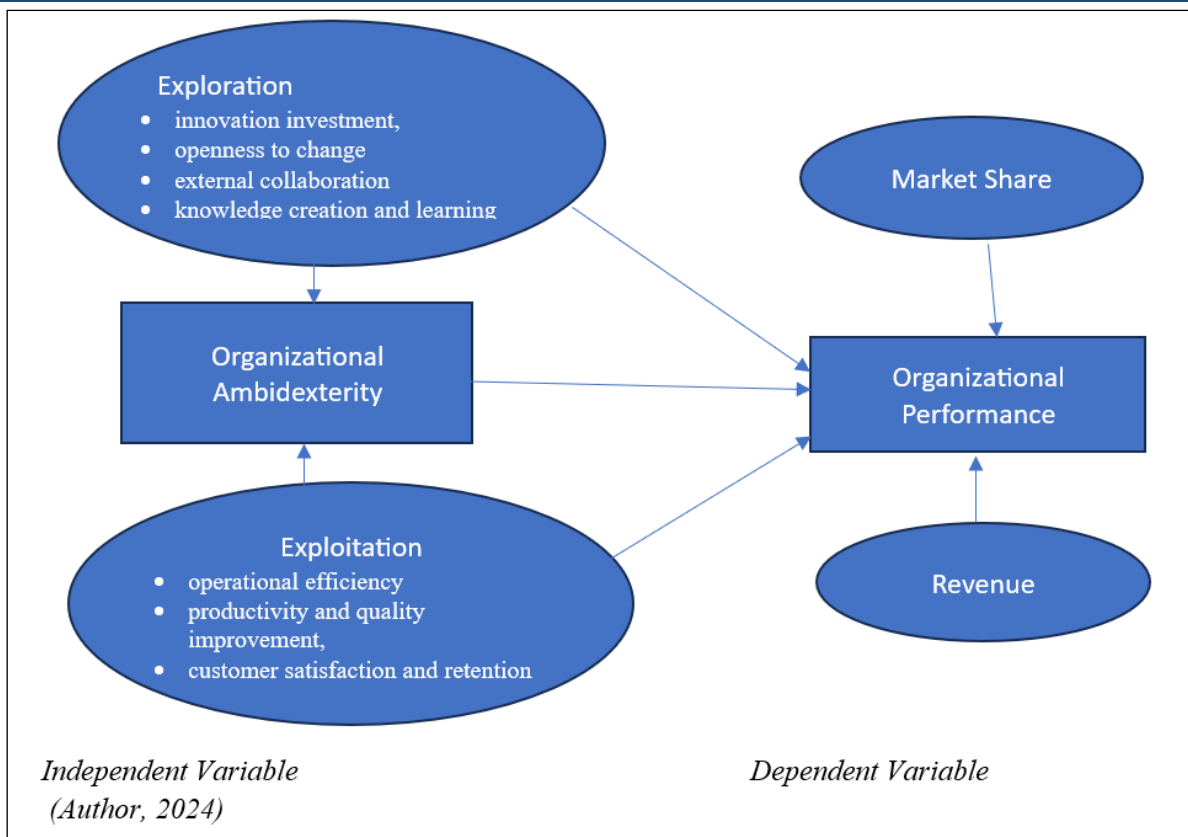 Exploration
• innovation investment,
• openness to change
• external collaboration
• knowledge creation and learning
Market Share
Organizational
Ambidexterity
Organizational
Performance
Exploitation
• operational efficiency
• productivity and quality
improvement,
• customer satisfaction and retention
Revenue
Independent Variable
(Author, 2024)
Dependent Variable